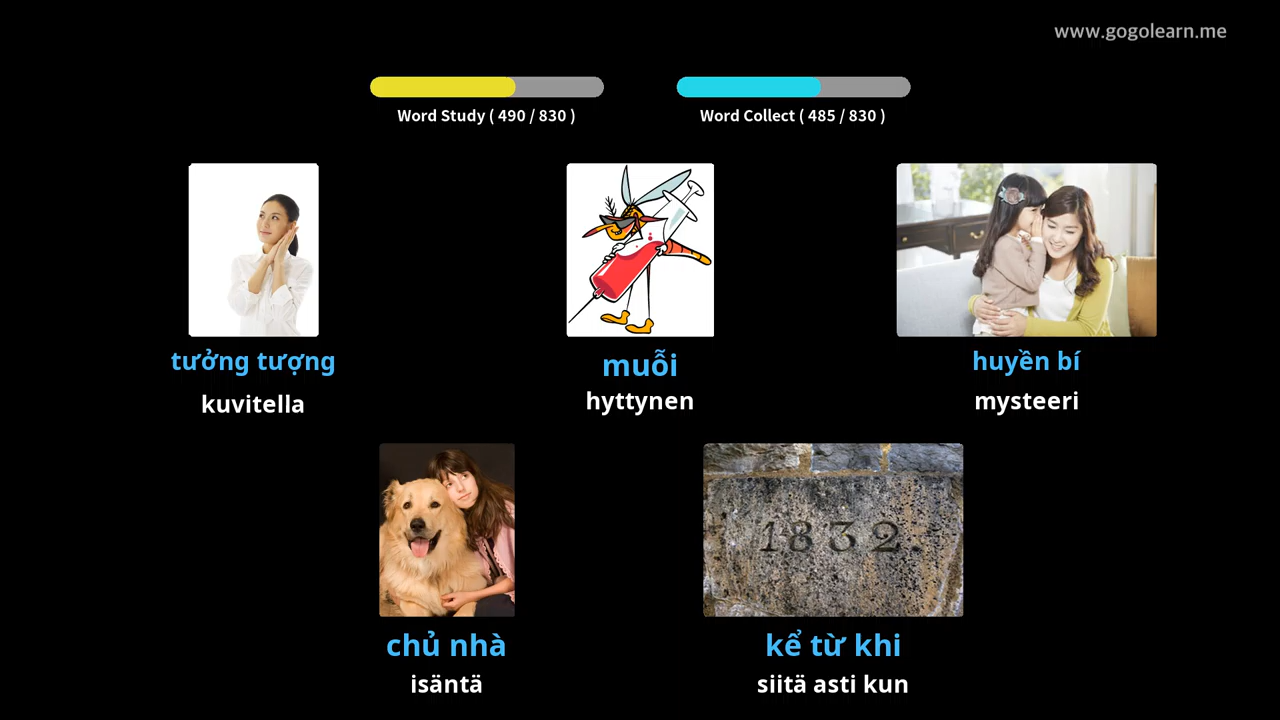 www.gogolearn.me
Word Study ( 490 / 830 )
Word Collect ( 485 / 830 )
tưởng tượng
kuvitella
muỗi
hyttynen
huyền bí
mysteeri
1832.
chủ nhà
isäntä
kể từ khi
siitä asti kun